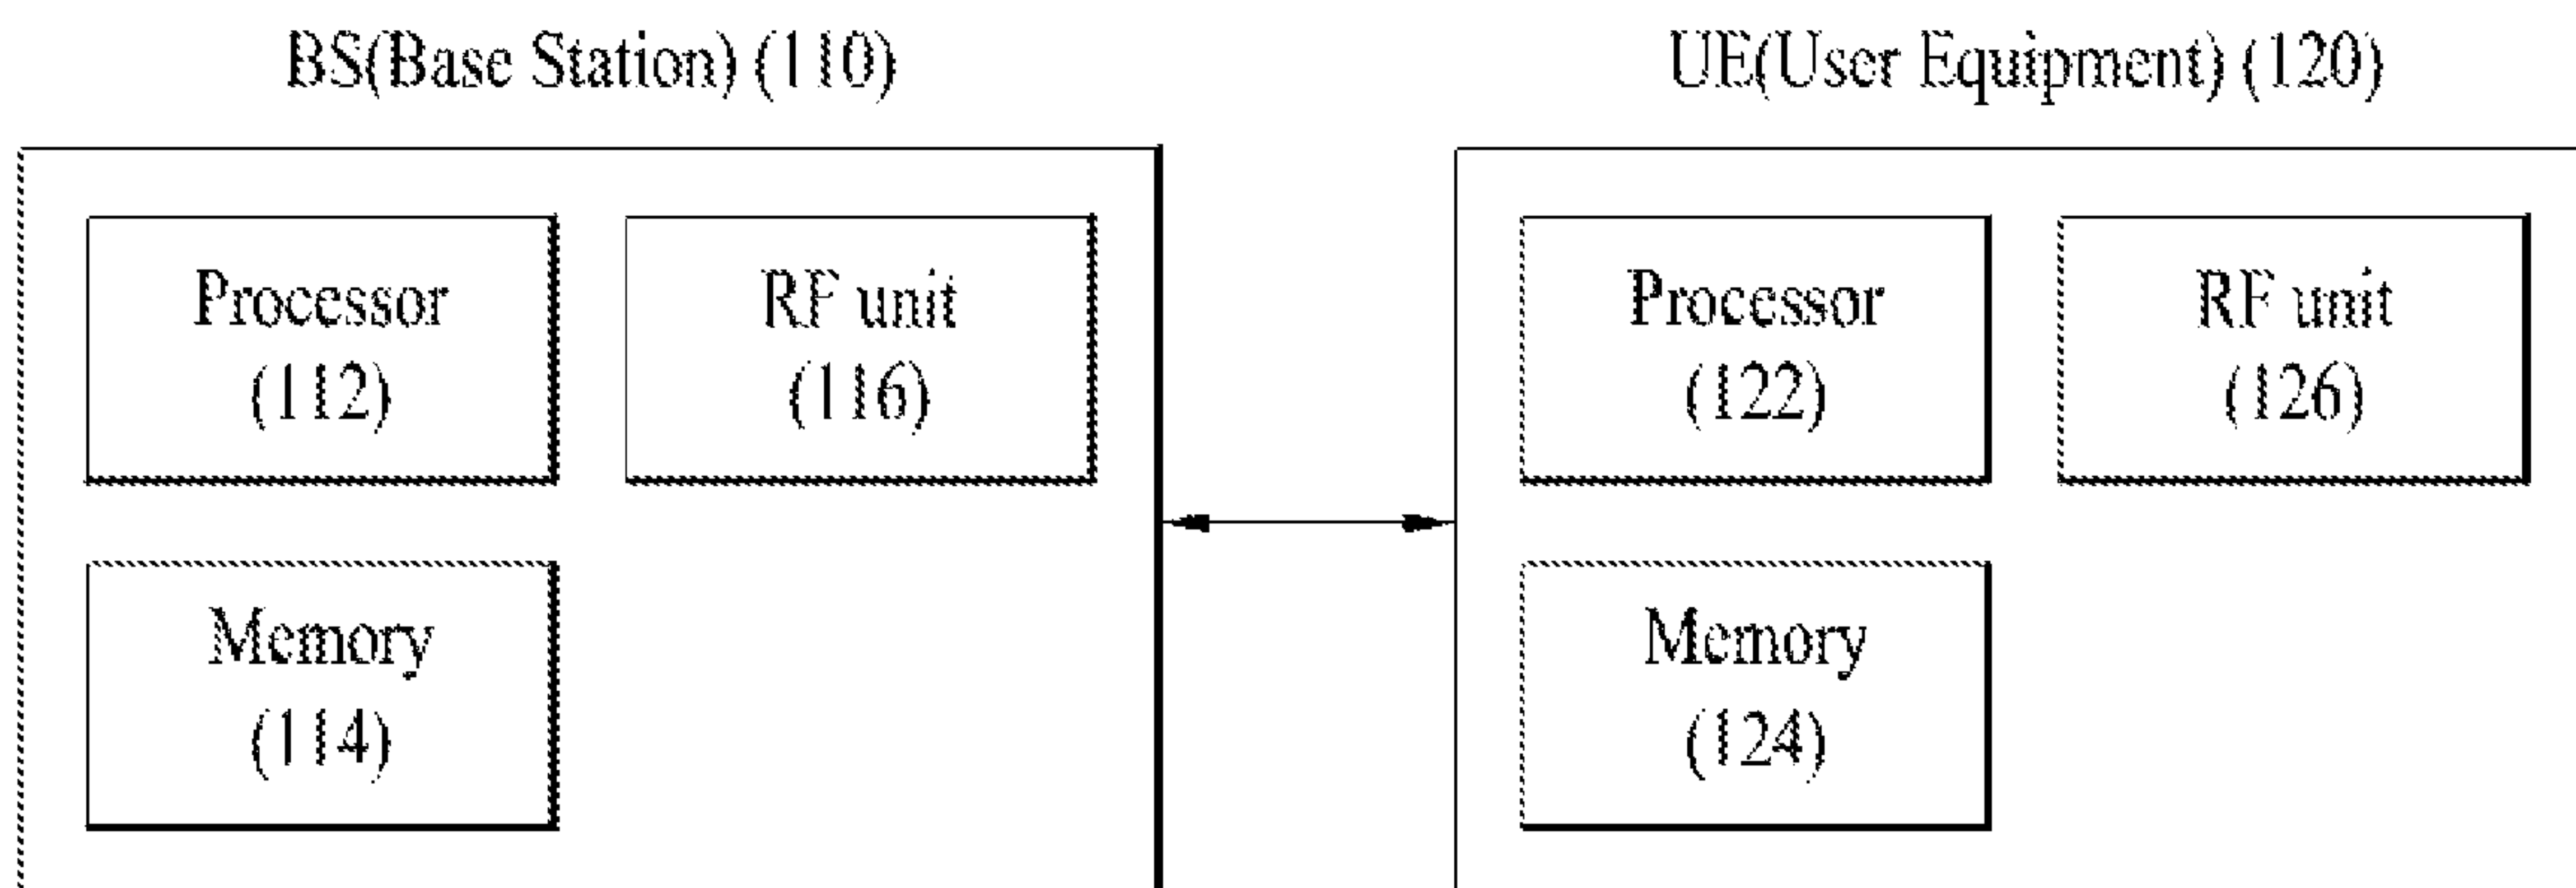 BS(Base Station) (110)
UE(User Equipment) (120)
Processor
(112)
RF unit
(116)
Memory
(114)
Processor
(122)
RF unit
(126)
Memory
(124)